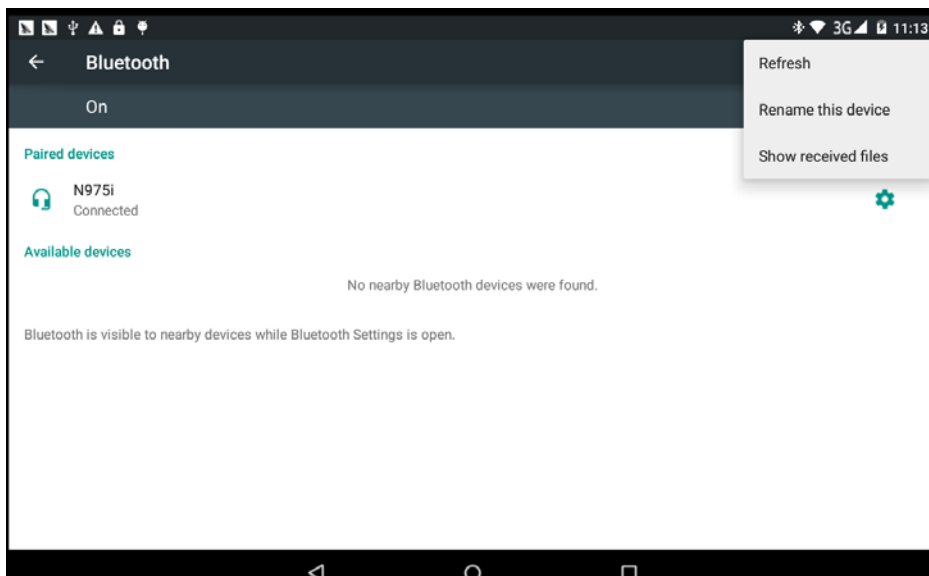 3G 11:13
Bluetooth
Refresh
On
Rename this device
Paired devices
Show received files
N975i
Connected
Available devices
No nearby Bluetooth devices were found.
Bluetooth is visible to nearby devices while Bluetooth Settings is open.